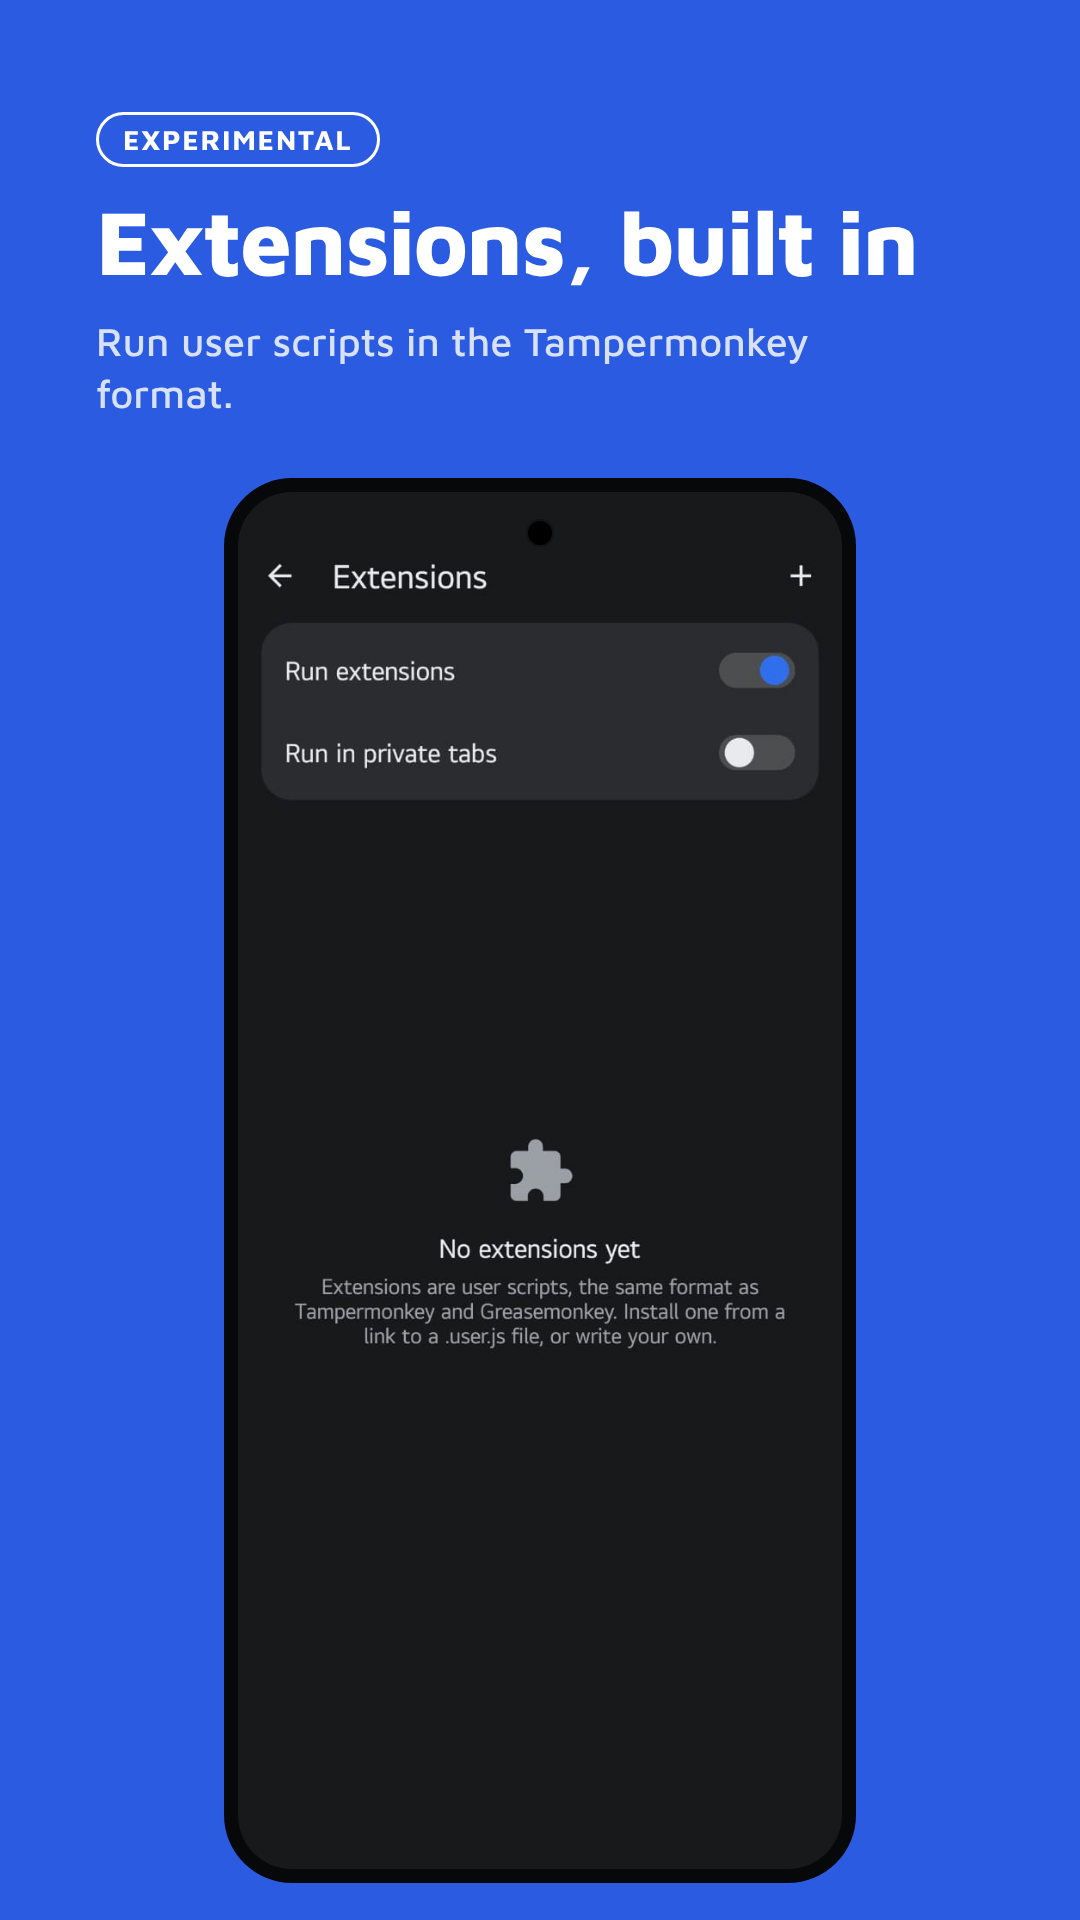 EXPERIMENTAL
Extensions, built in
Run user scripts in the Tampermonkey
format.
Extensions
Run extensions
Run in private tabs
No extensions yet
Extensions are user scripts, the same format as
Tampermonkey and Greasemonkey. Install one from a
link to a .user.js file, or write your own.